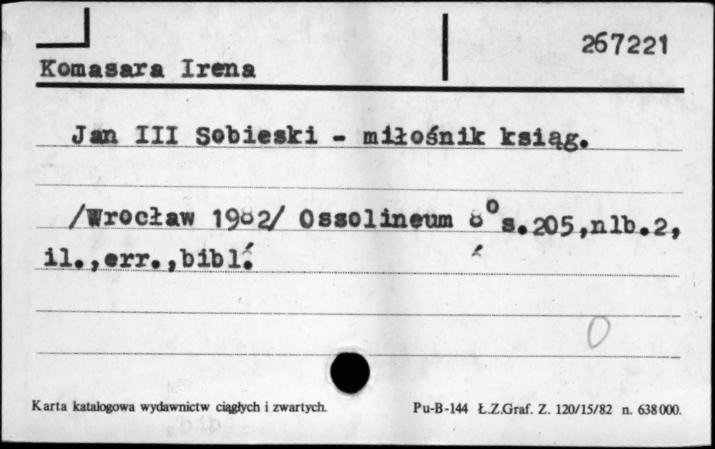 267221
Komasara Irena
Jan III Sobieski - miłośnik ksiąg.
/Wrocław 1982/ Ossolineum 8° s.205,nlb.2,
il.,err.,bibl.
0
Karta katalogowa wydawnictw ciągłych i zwartych. Pu-B-144 Ł.Z.Graf. Z. 120/15/82 n. 638000.